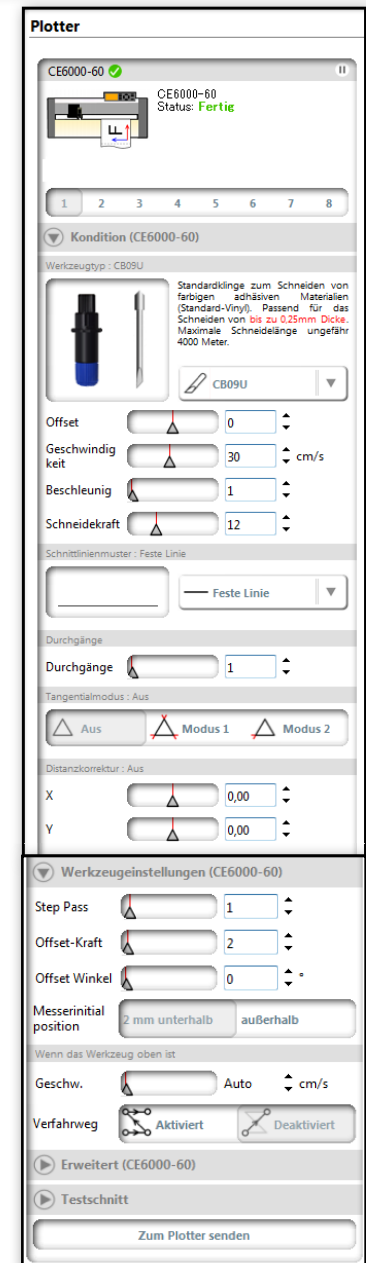 Plotter
CE6000-60
CE6000-60
Status: Fertig
F
1 2 3 4 5 6 7 8
Kondition (CE6000-60)
Werkzeugtyp : CB09U
Standardklinge zum Schneiden von
farbigen adhäsiven Materialien
(Standard-Vinyl). Passend für das
Schneiden von bis zu 0,25mm Dicke.
Maximale Schneidelänge ungefähr
4000 Meter.
CB09U
Offset 0
Geschwindig
keit 30 cm/s
Beschleunig 1
Schneidekraft 12
Schnittlinienmuster : Feste Linie
Feste Linie
Durchgänge
Durchgänge 1
Tangentialmodus : Aus
Aus Modus 1 Modus 2
Distanzkorrektur : Aus
X 0,00
Y 0,00
Werkzeugeinstellungen (CE6000-60)
Step Pass 1
Offset-Kraft 2
Offset Winkel 0 °
Messerinitial
position 2 mm unterhalb außerhalb
Wenn das Werkzeug oben ist
Geschw. Auto cm/s
Verfahrweg Aktiviert Deaktiviert
Erweitert (CE6000-60)
Testschnitt
Zum Plotter senden